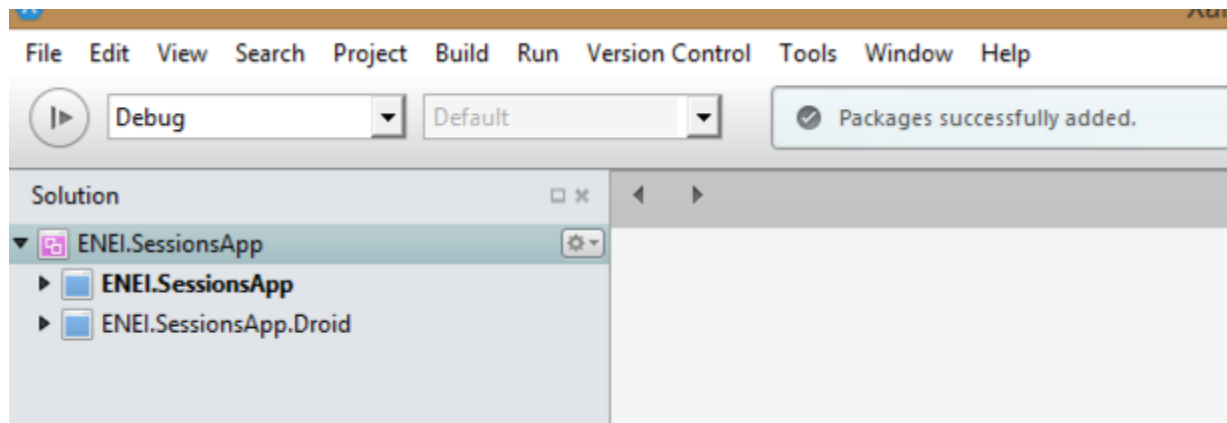 File Edit View Search Project Build Run Version Control Tools Window Help
Debug Default Packages successfully added.
Solution
ENEI.SessionsApp
ENEI.SessionsApp
ENEI.SessionsApp.Droid